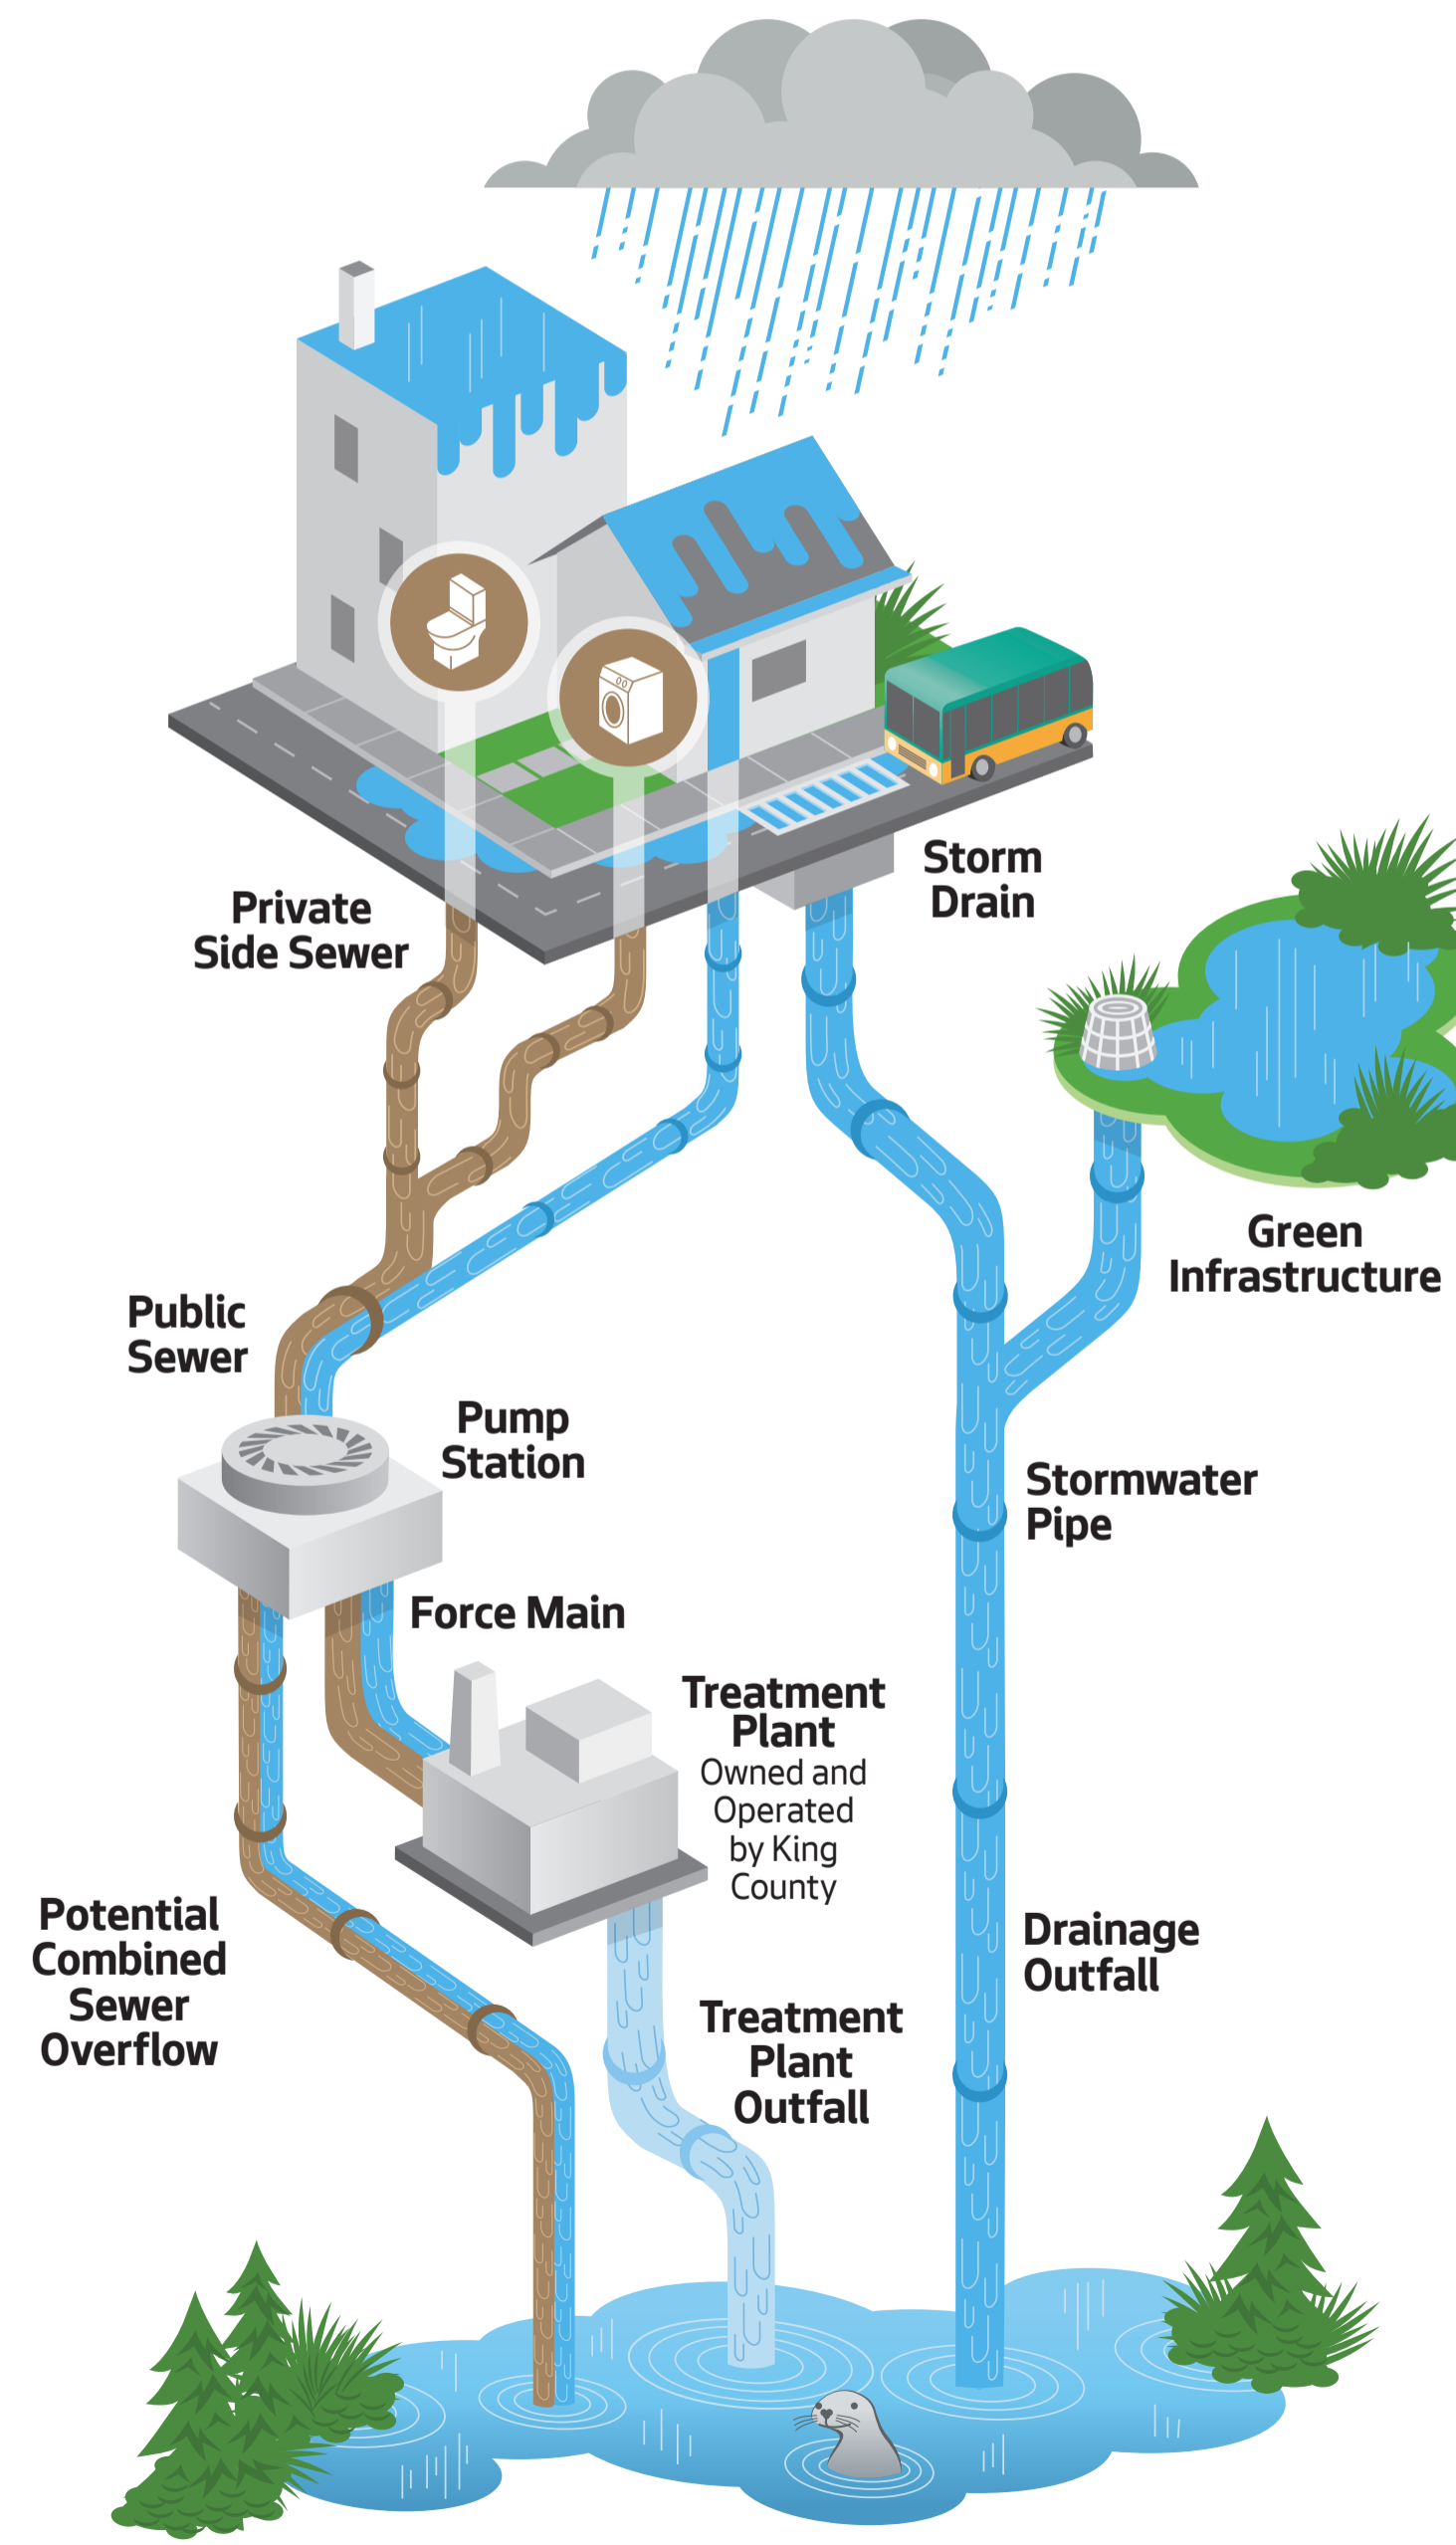 Storm
Drain
Private
Side Sewer
Green
Infrastructure
Public
Sewer
Pump
Station
Stormwater
Pipe
Force Main
Treatment
Plant
Owned and
Operated
by King
County
Potential
Combined
Sewer
Overflow
Drainage
Outfall
Treatment
Plant
Outfall